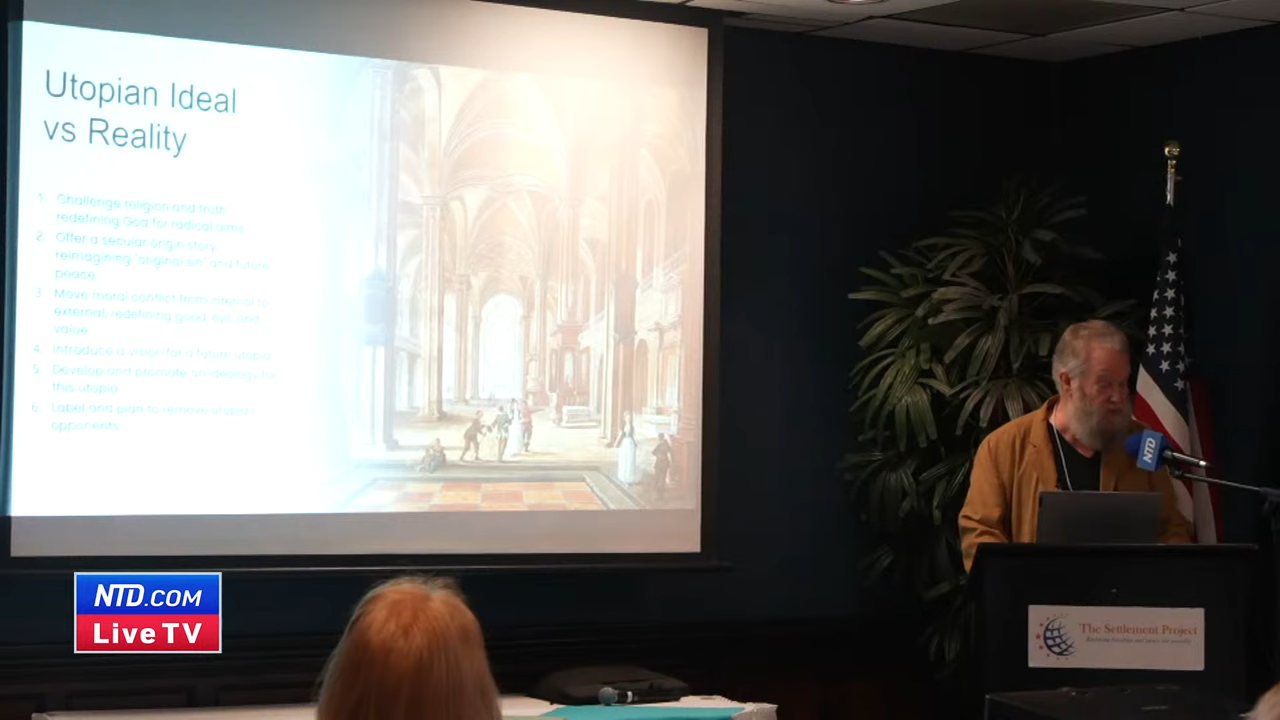 Utopian Ideal
vs Reality
1. Challenge religion and truth
redefining God for radical aims
2. Offer a secular origin story
reimagining "original sin" and future
peace
3. Move moral conflict from internal to
external, redefining good, evil, and
value
4. Introduce a vision for a future utopia
5. Develop and promote an ideology for
this utopia
6. Label and plan to remove utopia's
opponents
NTD
The Settlement Project
NTD.COM
Live TV